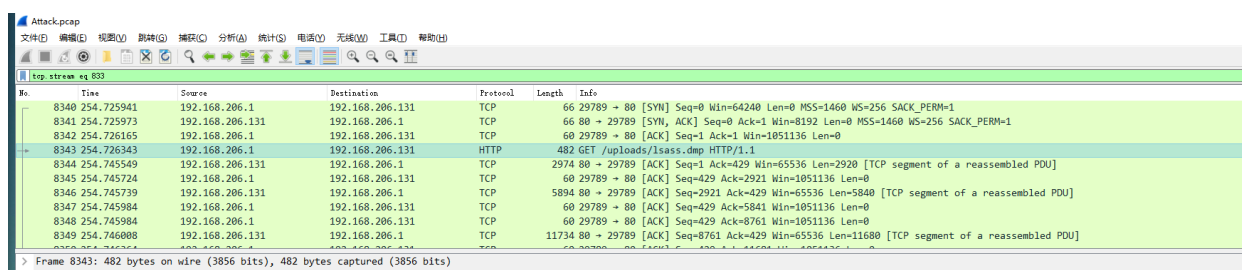 Attack.pcap
文件(F) 编辑(E) 视图(V) 跳转(G) 捕获(C) 分析(A) 统计(S) 电话(Y) 无线(W) 工具(T) 帮助(H)
tcp.stream eq 833
No. Time Source Destination Protocol Length Info
8340 254.725941 192.168.206.1 192.168.206.131 TCP 66 29789 → 80 [SYN] Seq=0 Win=64240 Len=0 MSS=1460 WS=256 SACK_PERM=1
8341 254.725973 192.168.206.131 192.168.206.1 TCP 66 80 → 29789 [SYN, ACK] Seq=0 Ack=1 Win=8192 Len=0 MSS=1460 WS=256 SACK_PERM=1
8342 254.726165 192.168.206.1 192.168.206.131 TCP 60 29789 → 80 [ACK] Seq=1 Ack=1 Win=1051136 Len=0
8343 254.726343 192.168.206.1 192.168.206.131 HTTP 482 GET /uploads/lsass.dmp HTTP/1.1
8344 254.745549 192.168.206.131 192.168.206.1 TCP 2974 80 → 29789 [ACK] Seq=1 Ack=429 Win=65536 Len=2920 [TCP segment of a reassembled PDU]
8345 254.745724 192.168.206.1 192.168.206.131 TCP 60 29789 → 80 [ACK] Seq=429 Ack=2921 Win=1051136 Len=0
8346 254.745739 192.168.206.131 192.168.206.1 TCP 5894 80 → 29789 [ACK] Seq=2921 Ack=429 Win=65536 Len=5840 [TCP segment of a reassembled PDU]
8347 254.745984 192.168.206.1 192.168.206.131 TCP 60 29789 → 80 [ACK] Seq=429 Ack=5841 Win=1051136 Len=0
8348 254.745984 192.168.206.1 192.168.206.131 TCP 60 29789 → 80 [ACK] Seq=429 Ack=8761 Win=1051136 Len=0
8349 254.746008 192.168.206.131 192.168.206.1 TCP 11734 80 → 29789 [ACK] Seq=8761 Ack=429 Win=65536 Len=11680 [TCP segment of a reassembled PDU]
Frame 8343: 482 bytes on wire (3856 bits), 482 bytes captured (3856 bits)